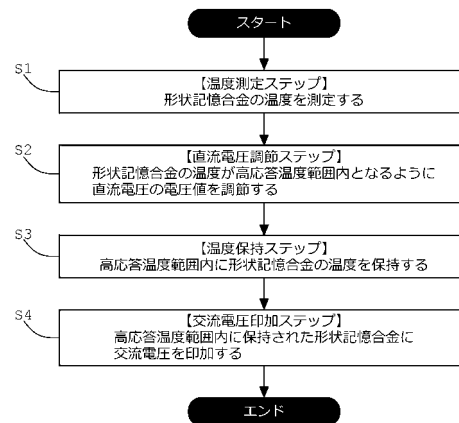 スタート
S1
【温度測定ステップ】
形状記憶合金の温度を測定する
S2
【直流電圧調節ステップ】
形状記憶合金の温度が高応答温度範囲内となるように
直流電圧の電圧値を調節する
S3
【温度保持ステップ】
高応答温度範囲内に形状記憶合金の温度を保持する
S4
【交流電圧印加ステップ】
高応答温度範囲内に保持された形状記憶合金に
交流電圧を印加する
エンド